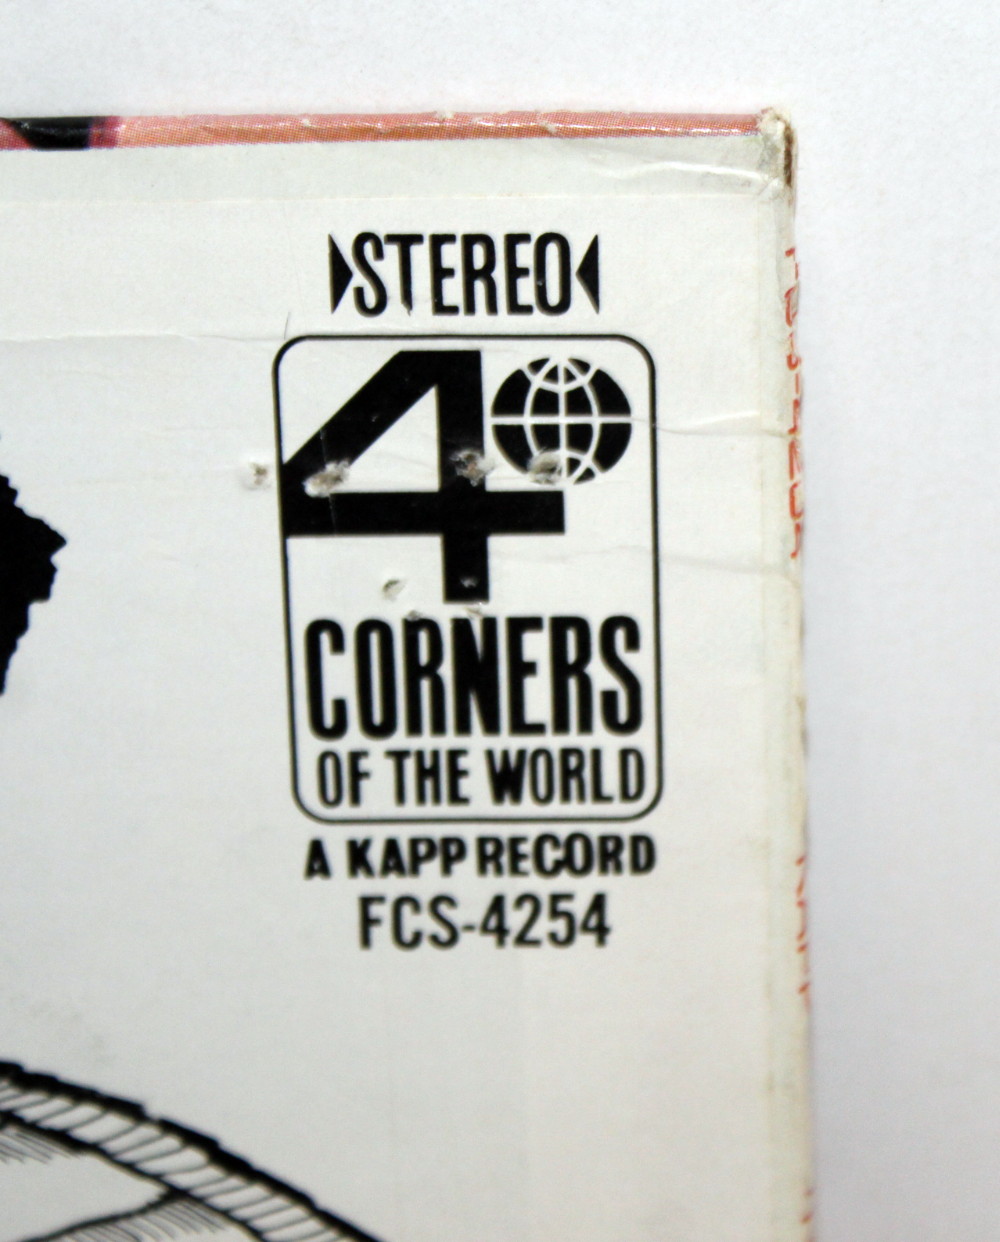 STEREO
4
CORNERS
OF THE WORLD
A KAPP RECORD
FCS-4254